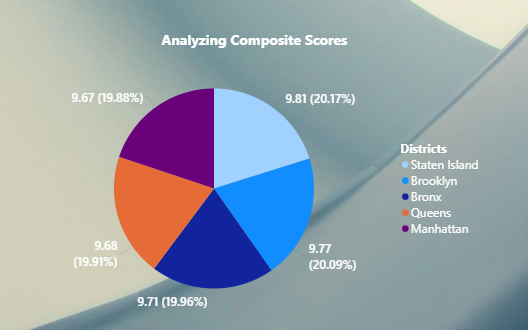 Analyzing Composite Scores
9.67 (19.88%)
9.81 (20.17%)
Districts
Staten Island
Brooklyn
Bronx
Queens
Manhattan
9.68
(19.91%)
9.77
(20.09%)
9.71 (19.96%)